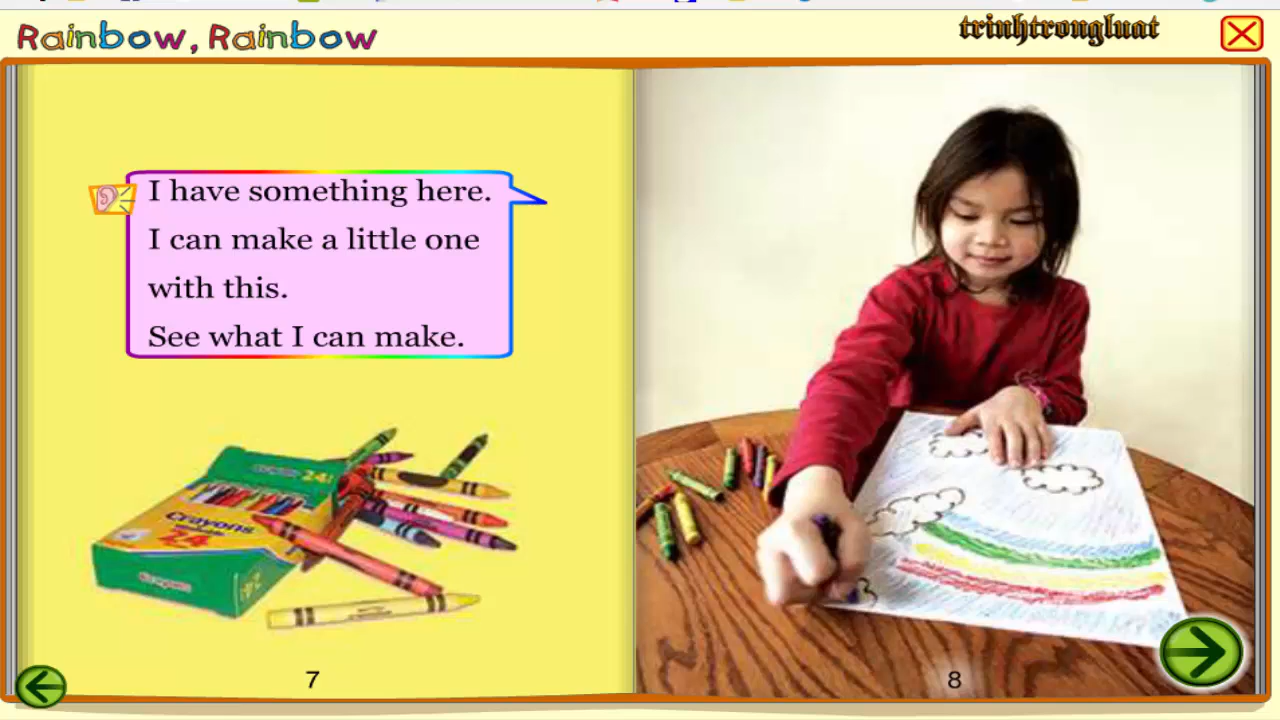 Rainbow, Rainbow
trinhtrongluat
I have something here.
I can make a little one
with this.
See what I can make.
24
Crayons
24
7
8